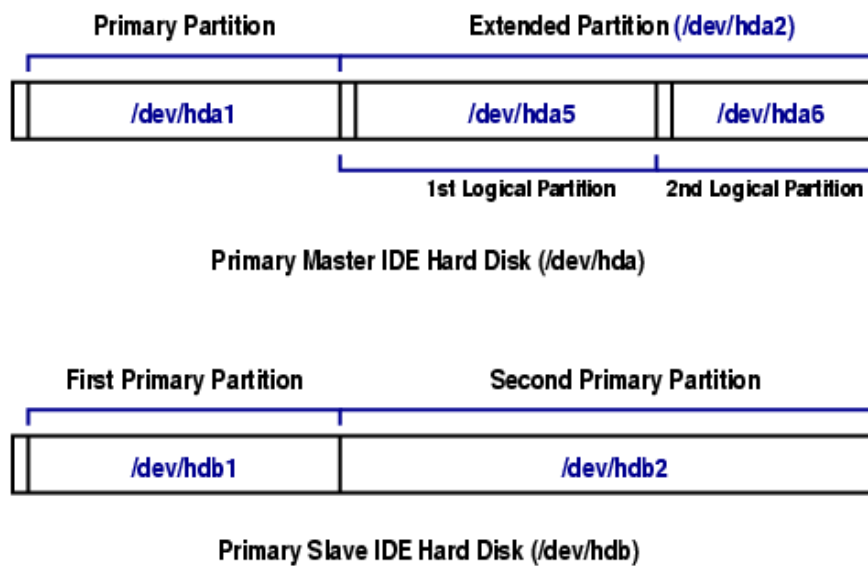 Primary Partition Extended Partition (/dev/hda2)
/dev/hda1 /dev/hda5 /dev/hda6
1st Logical Partition 2nd Logical Partition
Primary Master IDE Hard Disk (/dev/hda)
First Primary Partition Second Primary Partition
/dev/hdb1 /dev/hdb2
Primary Slave IDE Hard Disk (/dev/hdb)